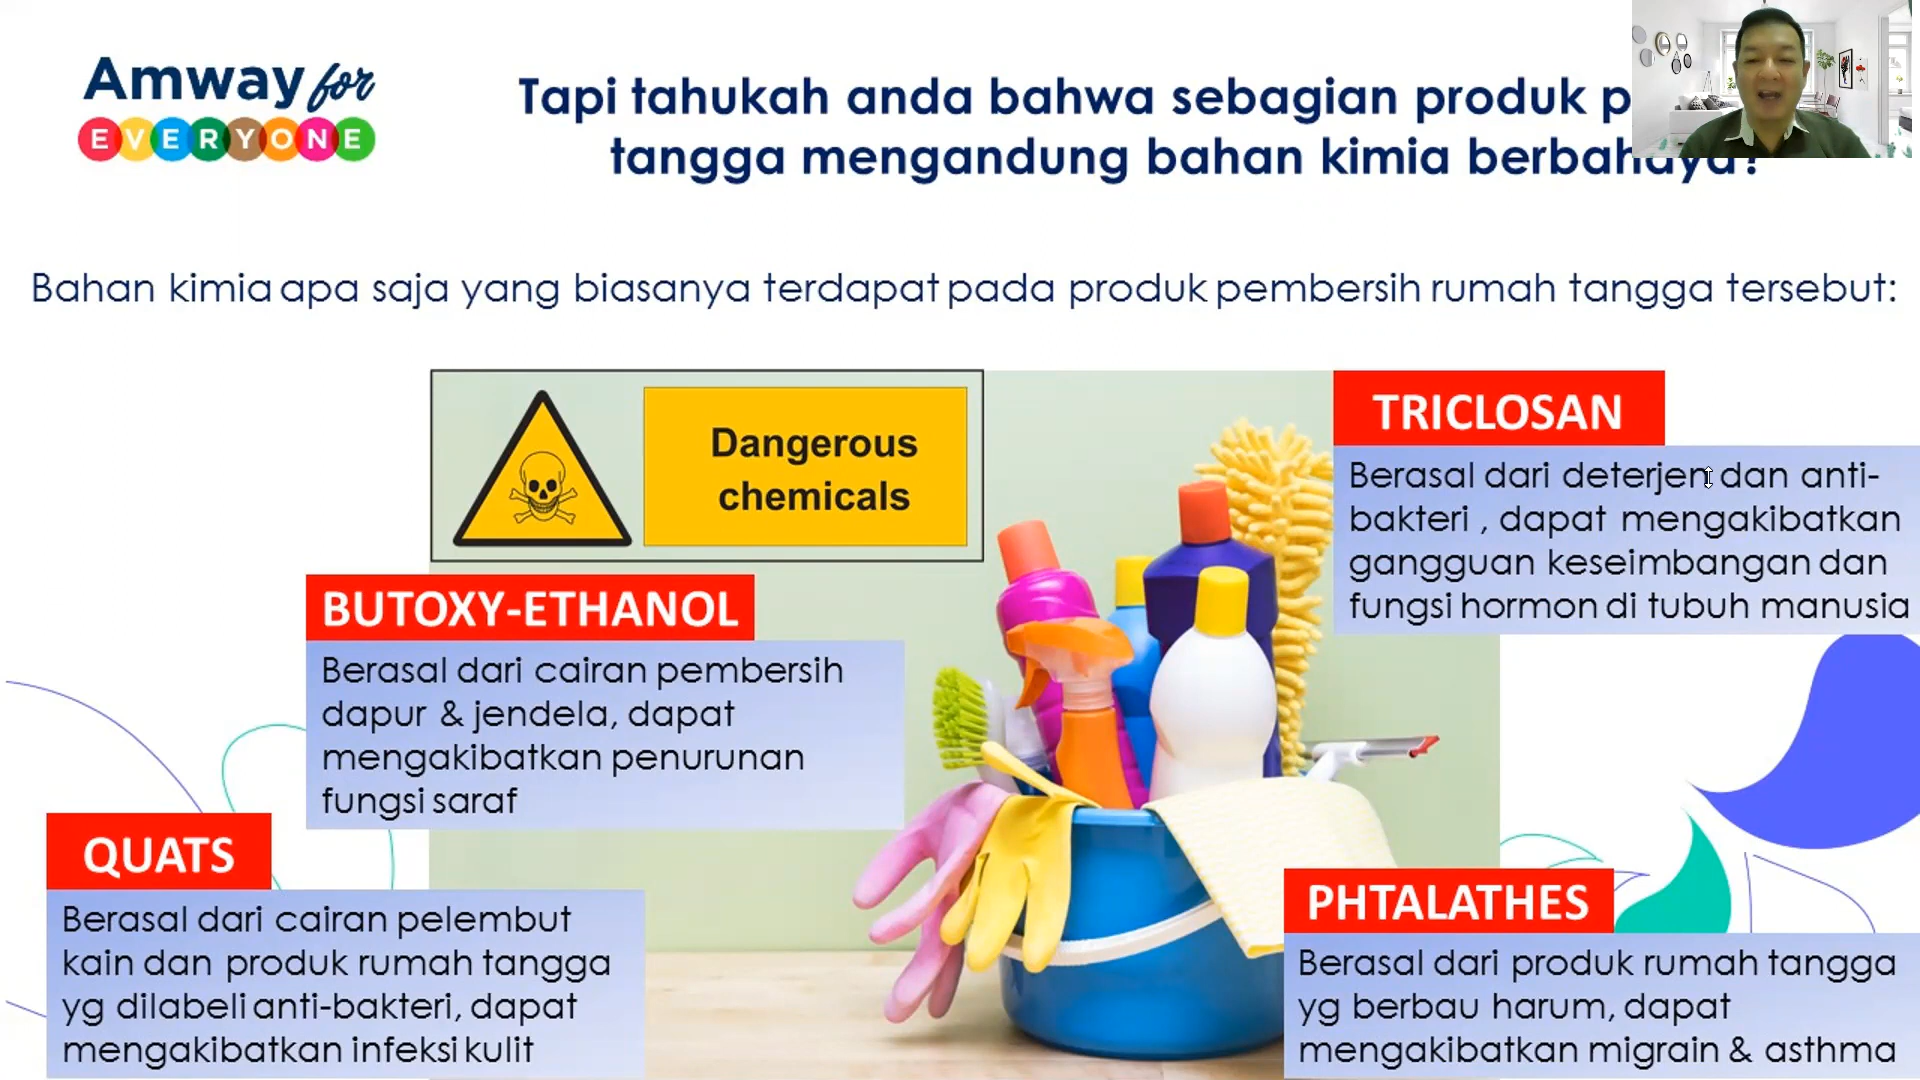 Amway for
EVERYONE
Tapi tahukah anda bahwa sebagian produk
tangga mengandung bahan kimia berbahaya?
Bahan kimia apa saja yang biasanya terdapat pada produk pembersih rumah tangga tersebut:
Dangerous
chemicals
TRICLOSAN
Berasal dari deterjen dan anti-
bakteri , dapat mengakibatkan
gangguan keseimbangan dan
fungsi hormon di tubuh manusia
BUTOXY-ETHANOL
Berasal dari cairan pembersih
dapur & jendela, dapat
mengakibatkan penurunan
fungsi saraf
QUATS
Berasal dari cairan pelembut
kain dan produk rumah tangga
yg dilabeli anti-bakteri, dapat
mengakibatkan infeksi kulit
PHTALATHES
Berasal dari produk rumah tangga
yg berbau harum, dapat
mengakibatkan migrain & asthma